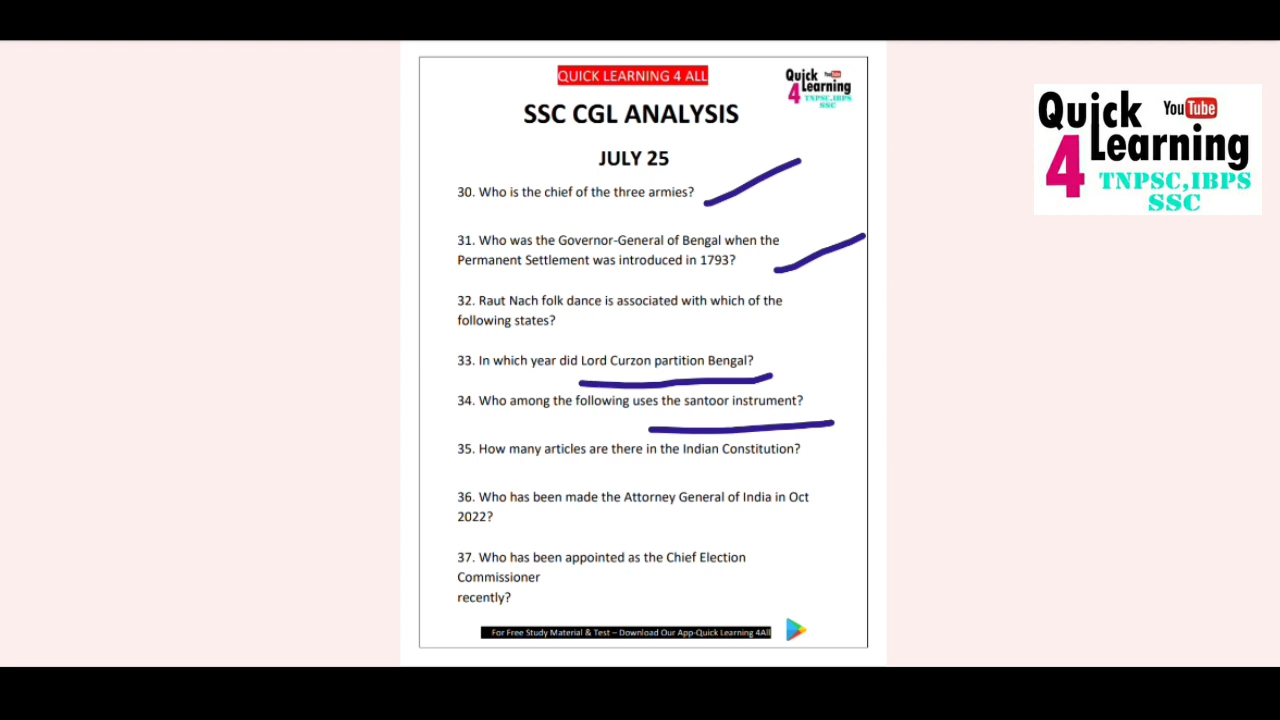 QUICK LEARNING 4 ALL
Quick YouTube
4 Learning
TNPSC,IBPS
SSC
SSC CGL ANALYSIS
JULY 25
30. Who is the chief of the three armies?
31. Who was the Governor-General of Bengal when the
Permanent Settlement was introduced in 1793?
32. Raut Nach folk dance is associated with which of the
following states?
33. In which year did Lord Curzon partition Bengal?
34. Who among the following uses the santoor instrument?
35. How many articles are there in the Indian Constitution?
36. Who has been made the Attorney General of India in Oct
2022?
37. Who has been appointed as the Chief Election
Commissioner
recently?
For Free Study Material & Test – Download Our App-Quick Learning 4All
Quick YouTube
4 Learning
TNPSC,IBPS
SSC